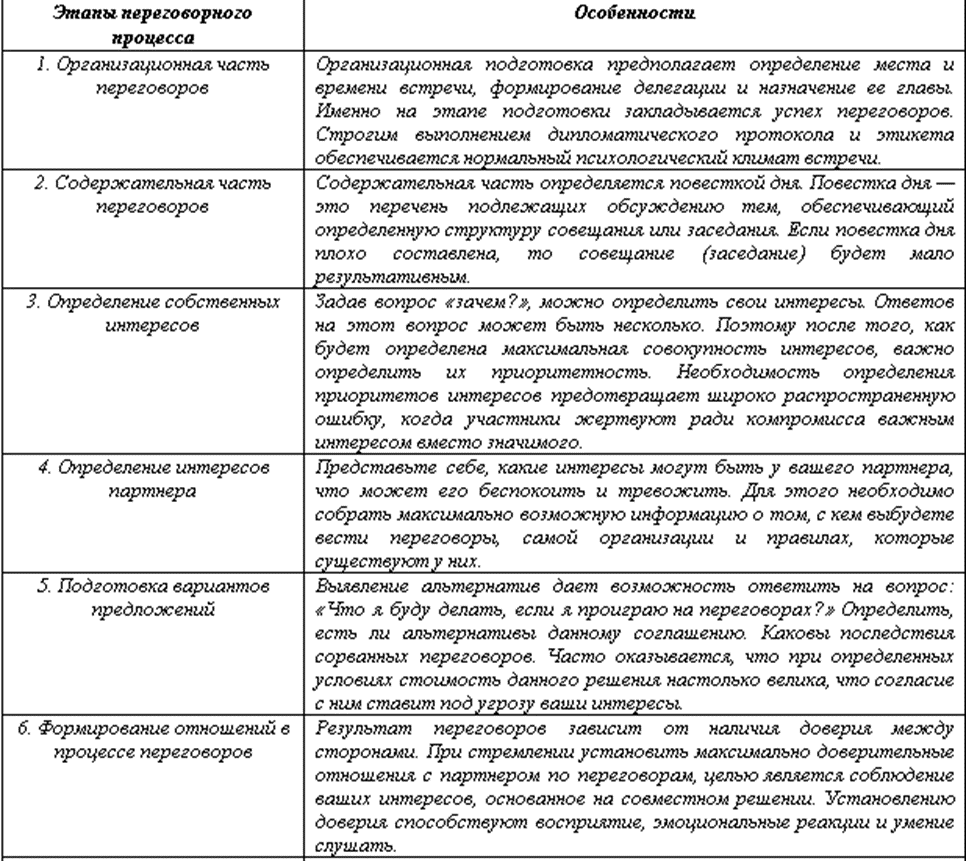 Этапы переговорного
процесса
Особенности
1. Организационная часть
переговоров
Организационная подготовка предполагает определение места и
времени встречи, формирование делегации и назначение ее главы.
Именно на этапе подготовки закладывается успех переговоров.
Строгим выполнением дипломатического протокола и этикета
обеспечивается нормальный психологический климат встречи.
2. Содержательная часть
переговоров
Содержательная часть определяется повесткой дня. Повестка дня —
это перечень подлежащих обсуждению тем, обеспечивающий
определенную структуру совещания или заседания. Если повестка дня
плохо составлена, то совещание (заседание) будет мало
результативным.
3. Определение собственных
интересов
Задав вопрос «зачем?», можно определить свои интересы. Ответов
на этот вопрос может быть несколько. Поэтому после того, как
будет определена максимальная совокупность интересов, важно
определить их приоритетность. Необходимость определения
приоритетов интересов предотвращает широко распространенную
ошибку, когда участники жертвуют ради компромисса важным
интересом вместо значимого.
4. Определение интересов
партнера
Представьте себе, какие интересы могут быть у вашего партнера,
что может его беспокоить и тревожить. Для этого необходимо
собрать максимально возможную информацию о том, с кем выбудете
вести переговоры, самой организации и правилах, которые
существуют у них.
5. Подготовка вариантов
предложений
Выявление альтернатив дает возможность ответить на вопрос:
«Что я буду делать, если я проиграю на переговорах?» Определить,
есть ли альтернативы данному соглашению. Каковы последствия
сорванных переговоров. Часто оказывается, что при определенных
условиях стоимость данного решения настолько велика, что согласие
с ним ставит под угрозу ваши интересы.
6. Формирование отношений в
процессе переговоров
Результат переговоров зависит от наличия доверия между
сторонами. При стремлении установить максимально доверительные
отношения с партнером по переговорам, целью является соблюдение
ваших интересов, основанное на совместном решении. Установлению
доверия способствуют восприятие, эмоциональные реакции и умение
слушать.